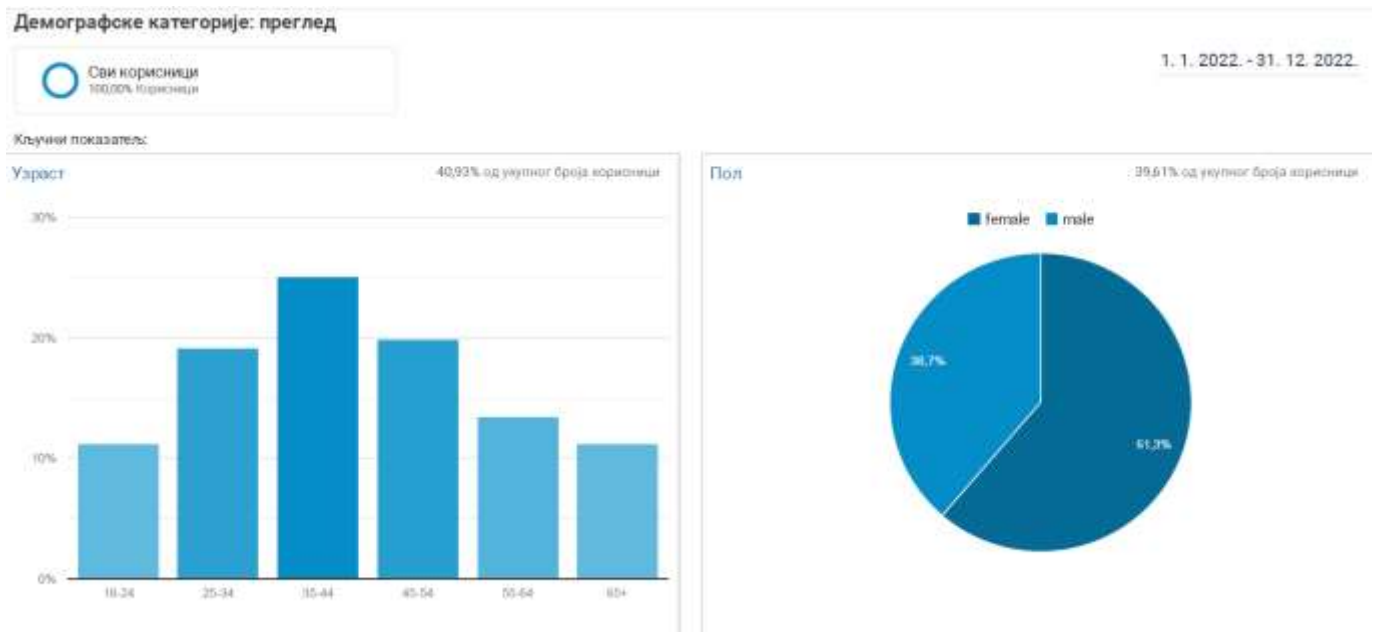 Демографске категорије: преглед
Сви корисници
100,00% Корисници
1. 1. 2022. - 31. 12. 2022.
Кључни показатељ:
Узраст
40,93% од укупног броја корисници
30%
20%
10%
0%
18-24
25-34
35-44
45-54
55-64
65+
Пол
39,61% од укупног броја корисници
female
male
38,7%
61,3%